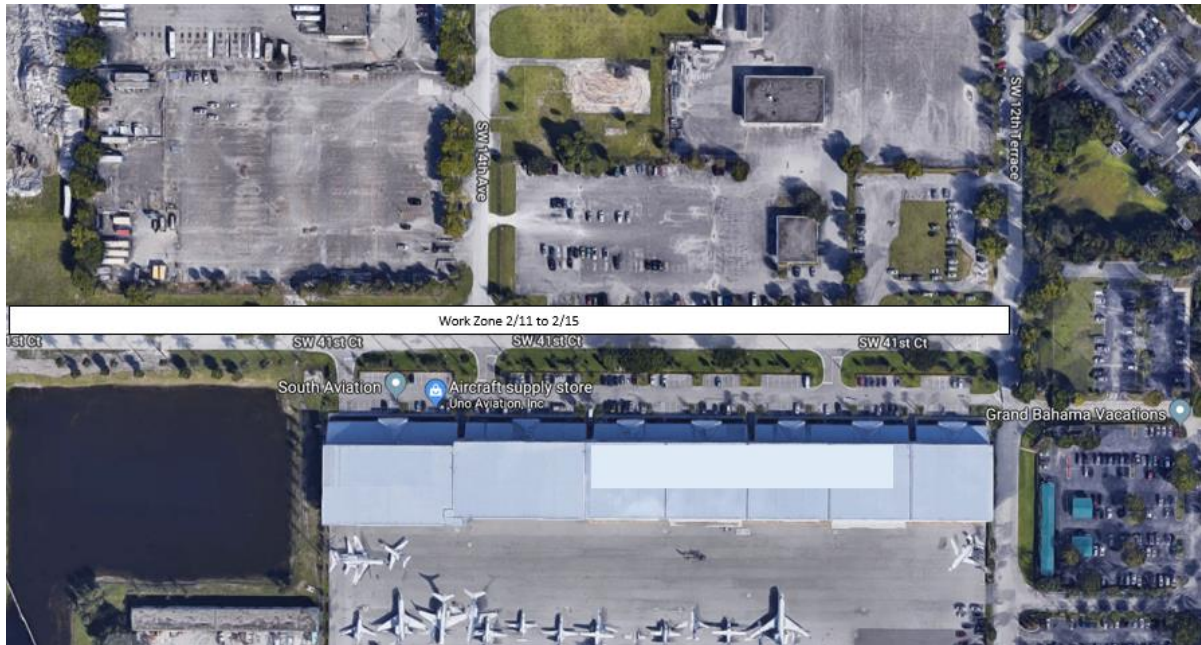 SW 14th Ave
SW 12th Terrace
Work Zone 2/11 to 2/15
1st Ct
SW 41st Ct
SW 41st Ct
SW 41st Ct
South Aviation
Aircraft supply store
Uno Aviation, Inc
Grand Bahama Vacations